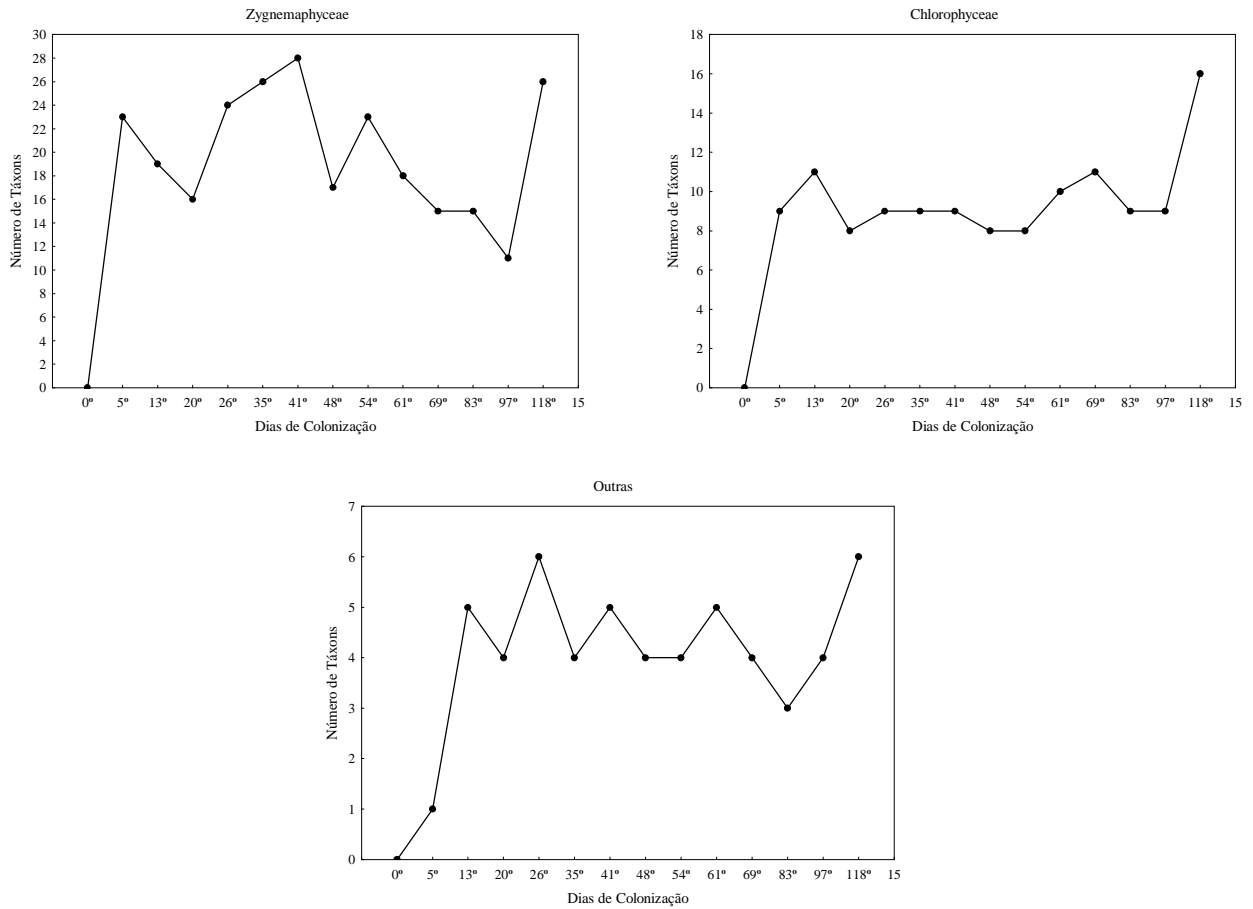 Zygnemaphyceae
30
28
26
24
22
20
18
16
14
12
10
8
6
4
2
0
Número de Táxons
0º 5º 13º 20º 26º 35º 41º 48º 54º 61º 69º 83º 97º 118º 15
Dias de Colonização
Chlorophyceae
18
16
14
12
10
8
6
4
2
0
Número de Táxons
0º 5º 13º 20º 26º 35º 41º 48º 54º 61º 69º 83º 97º 118º 15
Dias de Colonização
Outras
7
6
5
4
3
2
1
0
Número de Táxons
0º 5º 13º 20º 26º 35º 41º 48º 54º 61º 69º 83º 97º 118º 15
Dias de Colonização